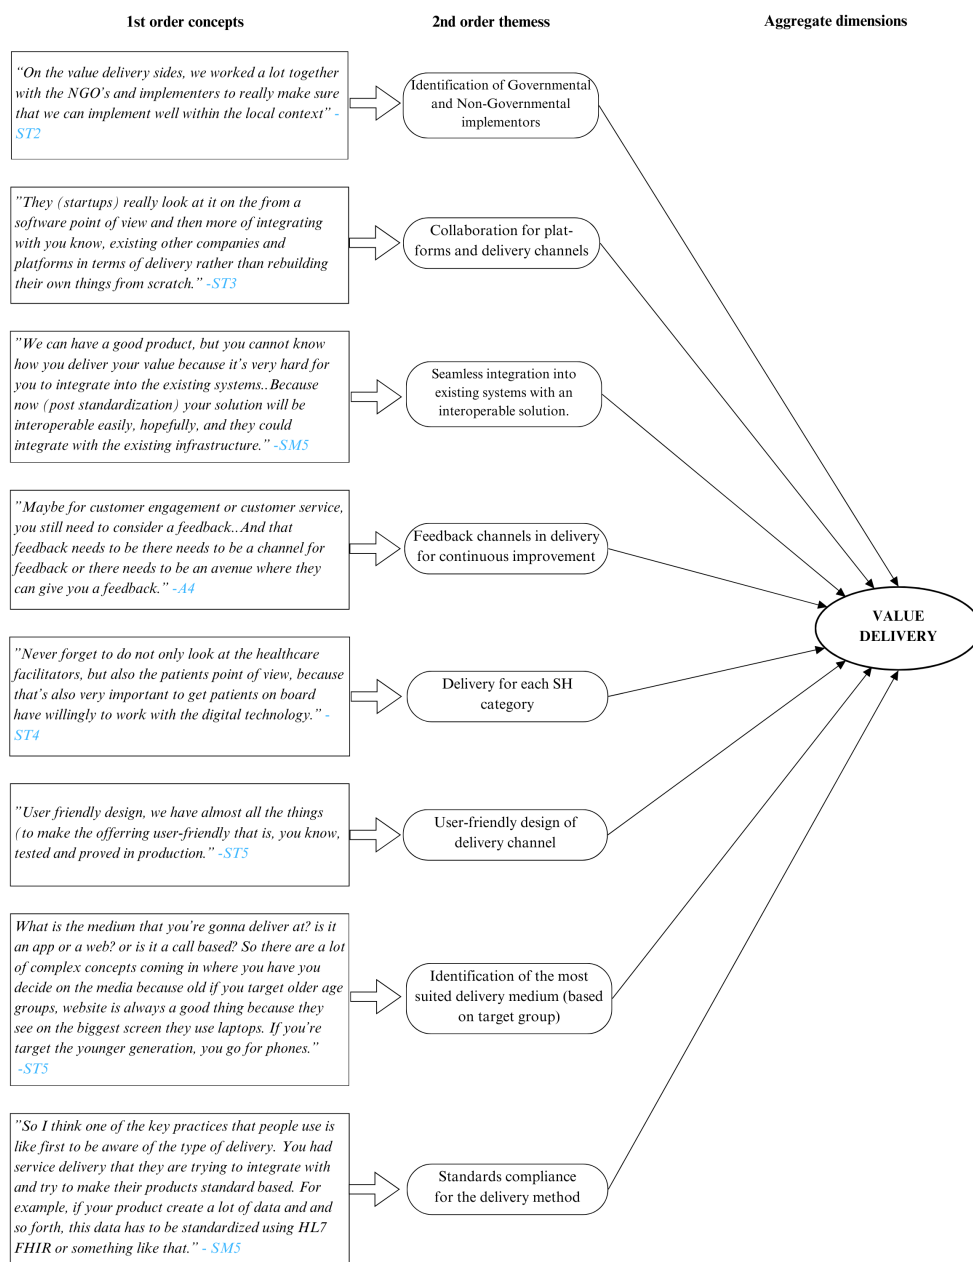 1st order concepts
2nd order themess
Aggregate dimensions
“On the value delivery sides, we worked a lot together
with the NGO's and implementers to really make sure
that we can implement well within the local context” -
ST2
Identification of Governmental
and Non-Governmental
implementors
”They (startups) really look at it on the from a
software point of view and then more of integrating
with you know, existing other companies and
platforms in terms of delivery rather than rebuilding
their own things from scratch.” -ST3
Collaboration for plat-
forms and delivery channels
”We can have a good product, but you cannot know
how you deliver your value because it's very hard for
you to integrate into the existing systems..Because
now (post standardization) your solution will be
interoperable easily, hopefully, and they could
integrate with the existing infrastructure.” -SM5
Seamless integration into
existing systems with an
interoperable solution.
”Maybe for customer engagement or customer service,
you still need to consider a feedback..And that
feedback needs to be there needs to be a channel for
feedback or there needs to be an avenue where they
can give you a feedback.” -A4
Feedback channels in delivery
for continuous improvement
VALUE
DELIVERY
”Never forget to do not only look at the healthcare
facilitators, but also the patients point of view, because
that's also very important to get patients on board
have willingly to work with the digital technology.” -
ST4
Delivery for each SH
category
”User friendly design, we have almost all the things
(to make the offerring user-friendly that is, you know,
tested and proved in production.” -ST5
User-friendly design of
delivery channel
What is the medium that you're gonna deliver at? is it
an app or a web? or is it a call based? So there are a lot
of complex concepts coming in where you have you
decide on the media because old if you target older age
groups, website is always a good thing because they
see on the biggest screen they use laptops. If you're
target the younger generation, you go for phones.”
-ST5
Identification of the most
suited delivery medium (based
on target group)
”So I think one of the key practices that people use is
like first to be aware of the type of delivery. You had
service delivery that they are trying to integrate with
and try to make their products standard based. For
example, if your product create a lot of data and and
so forth, this data has to be standardized using HL7
FHIR or something like that.” - SM5
Standards compliance
for the delivery method